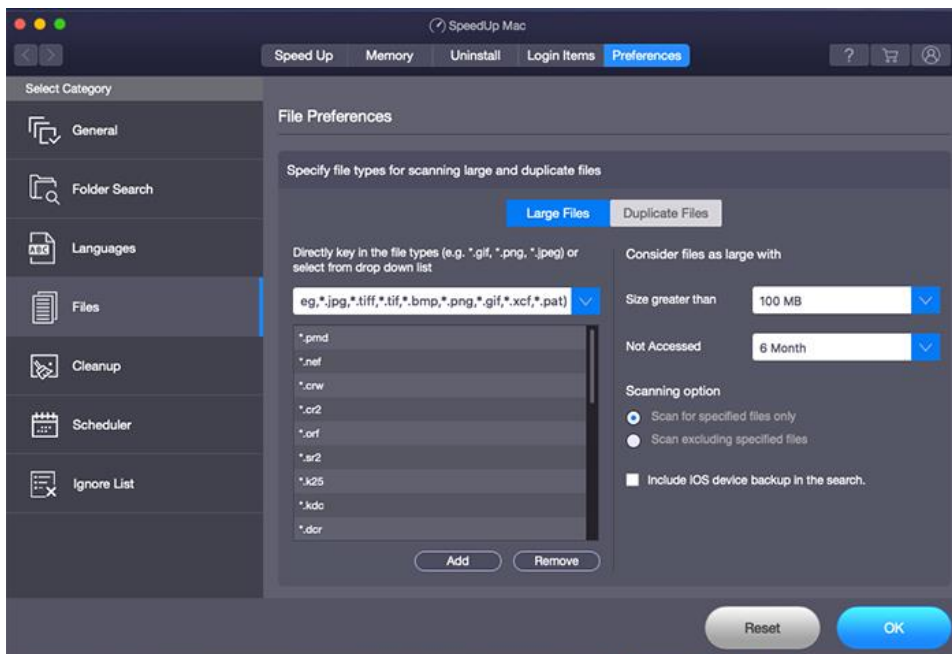 SpeedUp Mac
Speed Up
Memory
Uninstall
Login Items
Preferences
?
Select Category
General
Folder Search
ABC
Languages
Files
Cleanup
Scheduler
Ignore List
File Preferences
Specify file types for scanning large and duplicate files
Large Files
Duplicate Files
Directly key in the file types (e.g. *.gif, *.png, *.jpeg) or
select from drop down list
eg,*.jpg,*.tiff,*.tif,*.bmp,*.png,*.gif,*.xcf,*.pat)
*.pmd
*.nef
*.crw
*.cr2
*.orf
*.sr2
*.k25
*.kdc
*.dcr
Add
Remove
Consider files as large with
Size greater than
100 MB
Not Accessed
6 Month
Scanning option
Scan for specified files only
Scan excluding specified files
Include iOS device backup in the search.
Reset
OK